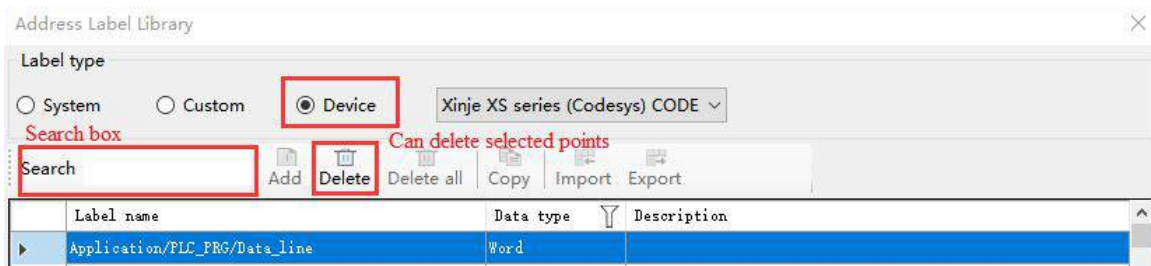 Address Label Library
Label type
System Custom Device Xinje XS series (Codesys) CODE
Search box
Can delete selected points
Search Add Delete Delete all Copy Import Export
Label name Data type Description
Application/PLC_PRG/Data_line Word